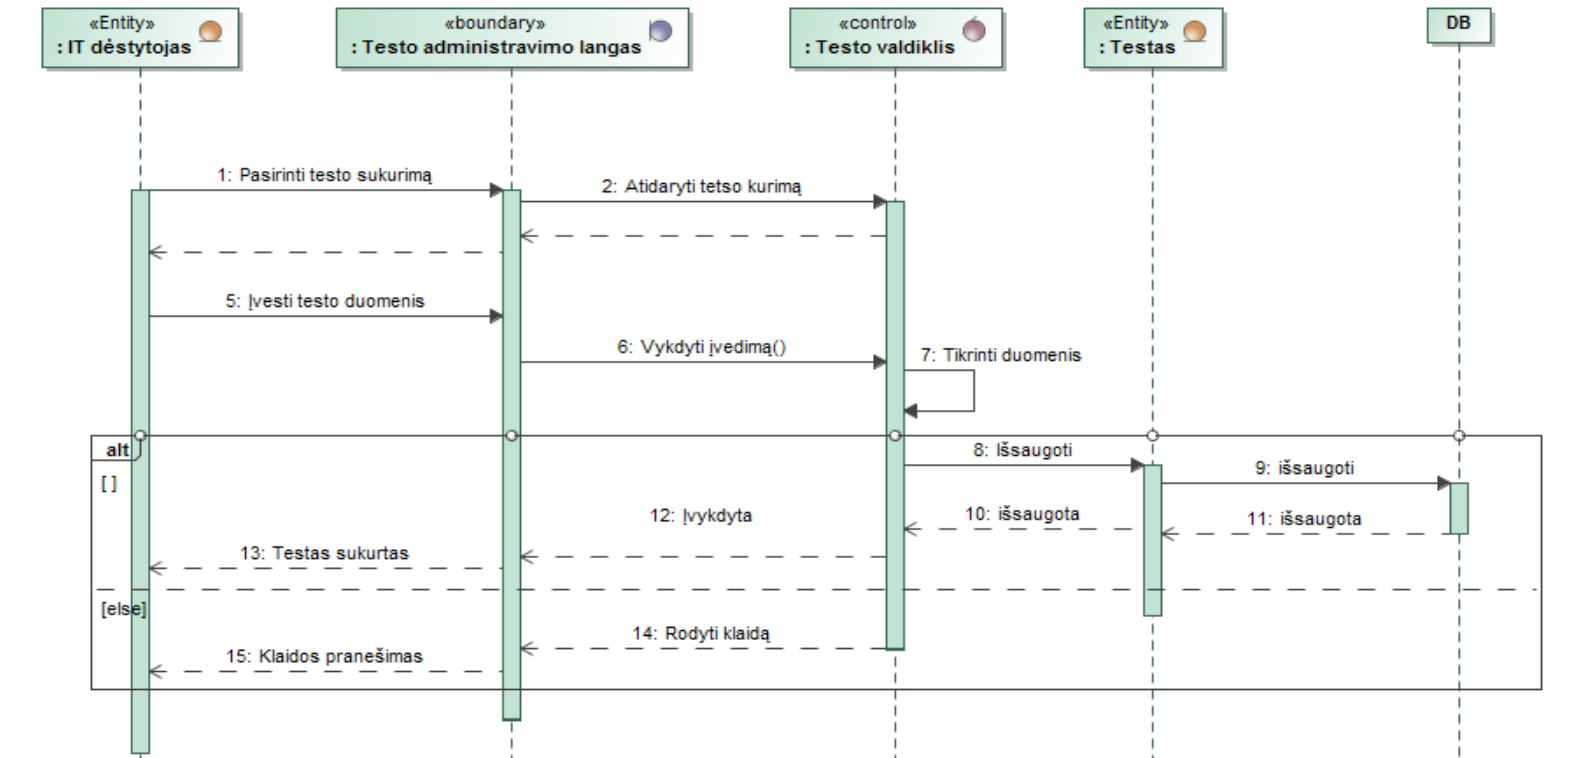 «Entity»
: IT dėstytojas
«boundary»
: Testo administravimo langas
«control»
: Testo valdiklis
«Entity»
: Testas
DB
1: Pasirinti testo sukurimą
2: Atidaryti tetso kurimą
5: Įvesti testo duomenis
6: Vykdyti įvedimą()
7: Tikrinti duomenis
alt
[ ]
8: Išsaugoti
9: išsaugoti
10: išsaugota
11: išsaugota
12: Įvykdyta
13: Testas sukurtas
[else]
14: Rodyti klaidą
15: Klaidos pranešimas